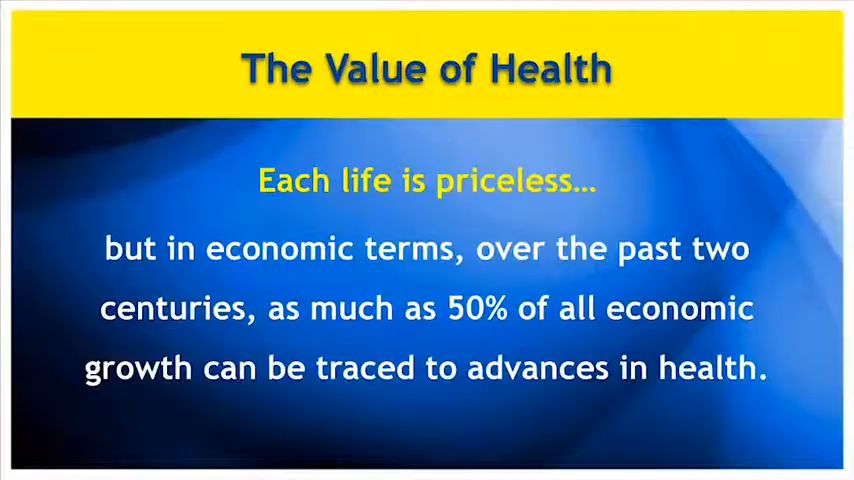 The Value of Health
Each life is priceless…
but in economic terms, over the past two
centuries, as much as 50% of all economic
growth can be traced to advances in health.